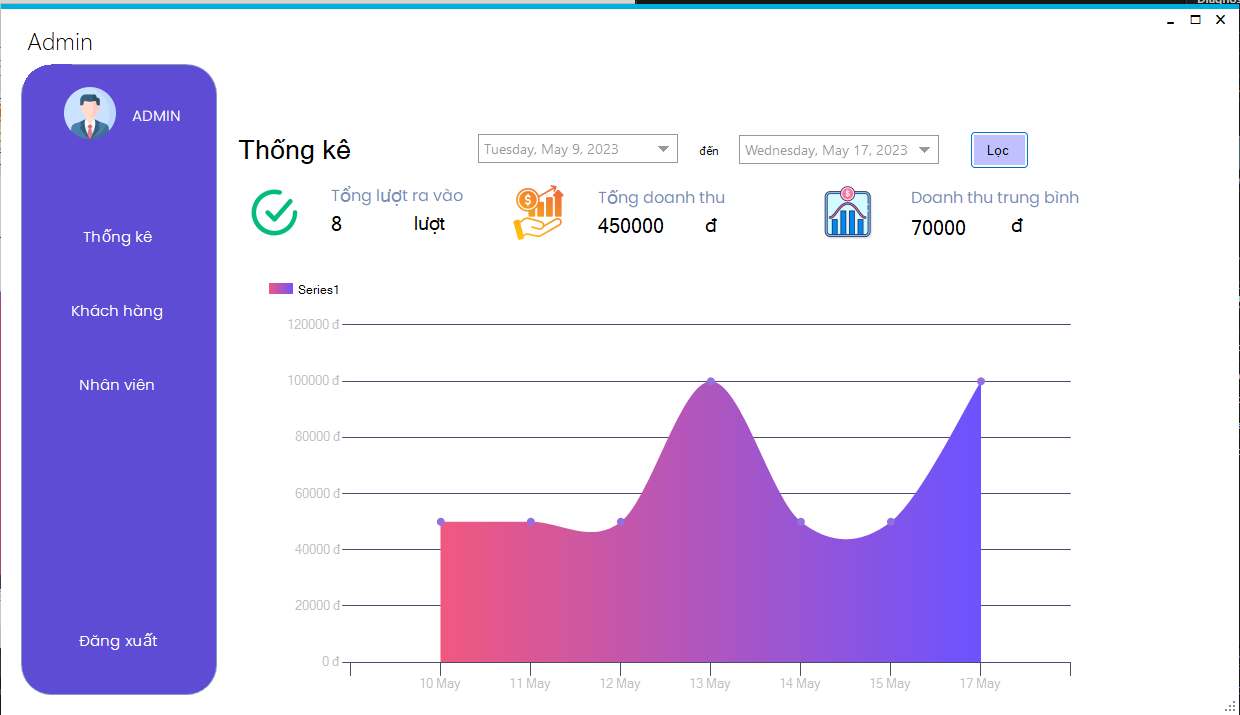 Admin
ADMIN
Thống kê
Khách hàng
Nhân viên
Đăng xuất
Thống kê
Tuesday, May 9, 2023
đến
Wednesday, May 17, 2023
Lọc
Tổng lượt ra vào
8 lượt
Tổng doanh thu
450000 đ
Doanh thu trung bình
70000 đ
Series1
120000 đ
100000 đ
80000 đ
60000 đ
40000 đ
20000 đ
0 đ
10 May 11 May 12 May 13 May 14 May 15 May 17 May